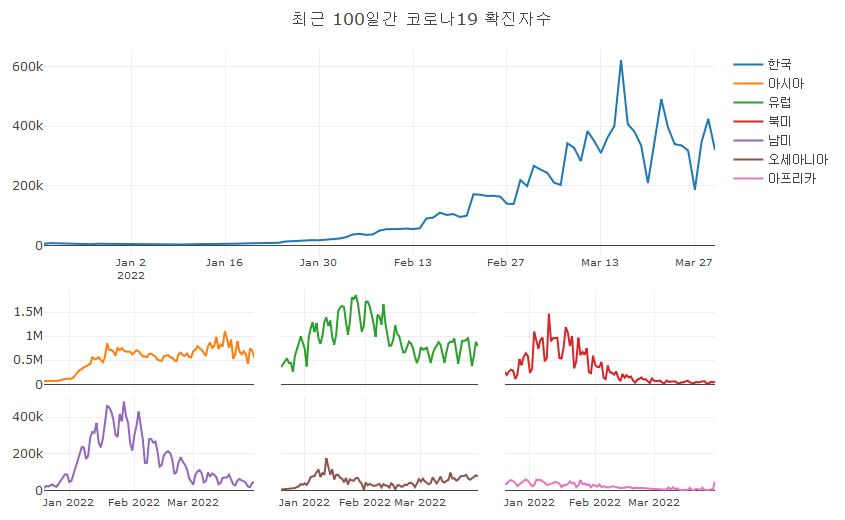 최근 100일간 코로나19 확진자수
600k
400k
200k
0
Jan 2
2022
Jan 16
Jan 30
Feb 13
Feb 27
Mar 13
Mar 27
한국
아시아
유럽
북미
남미
오세아니아
아프리카
1.5M
1M
0.5M
0
400k
200k
0
Jan 2022
Feb 2022
Mar 2022
Jan 2022
Feb 2022
Mar 2022
Jan 2022
Feb 2022
Mar 2022